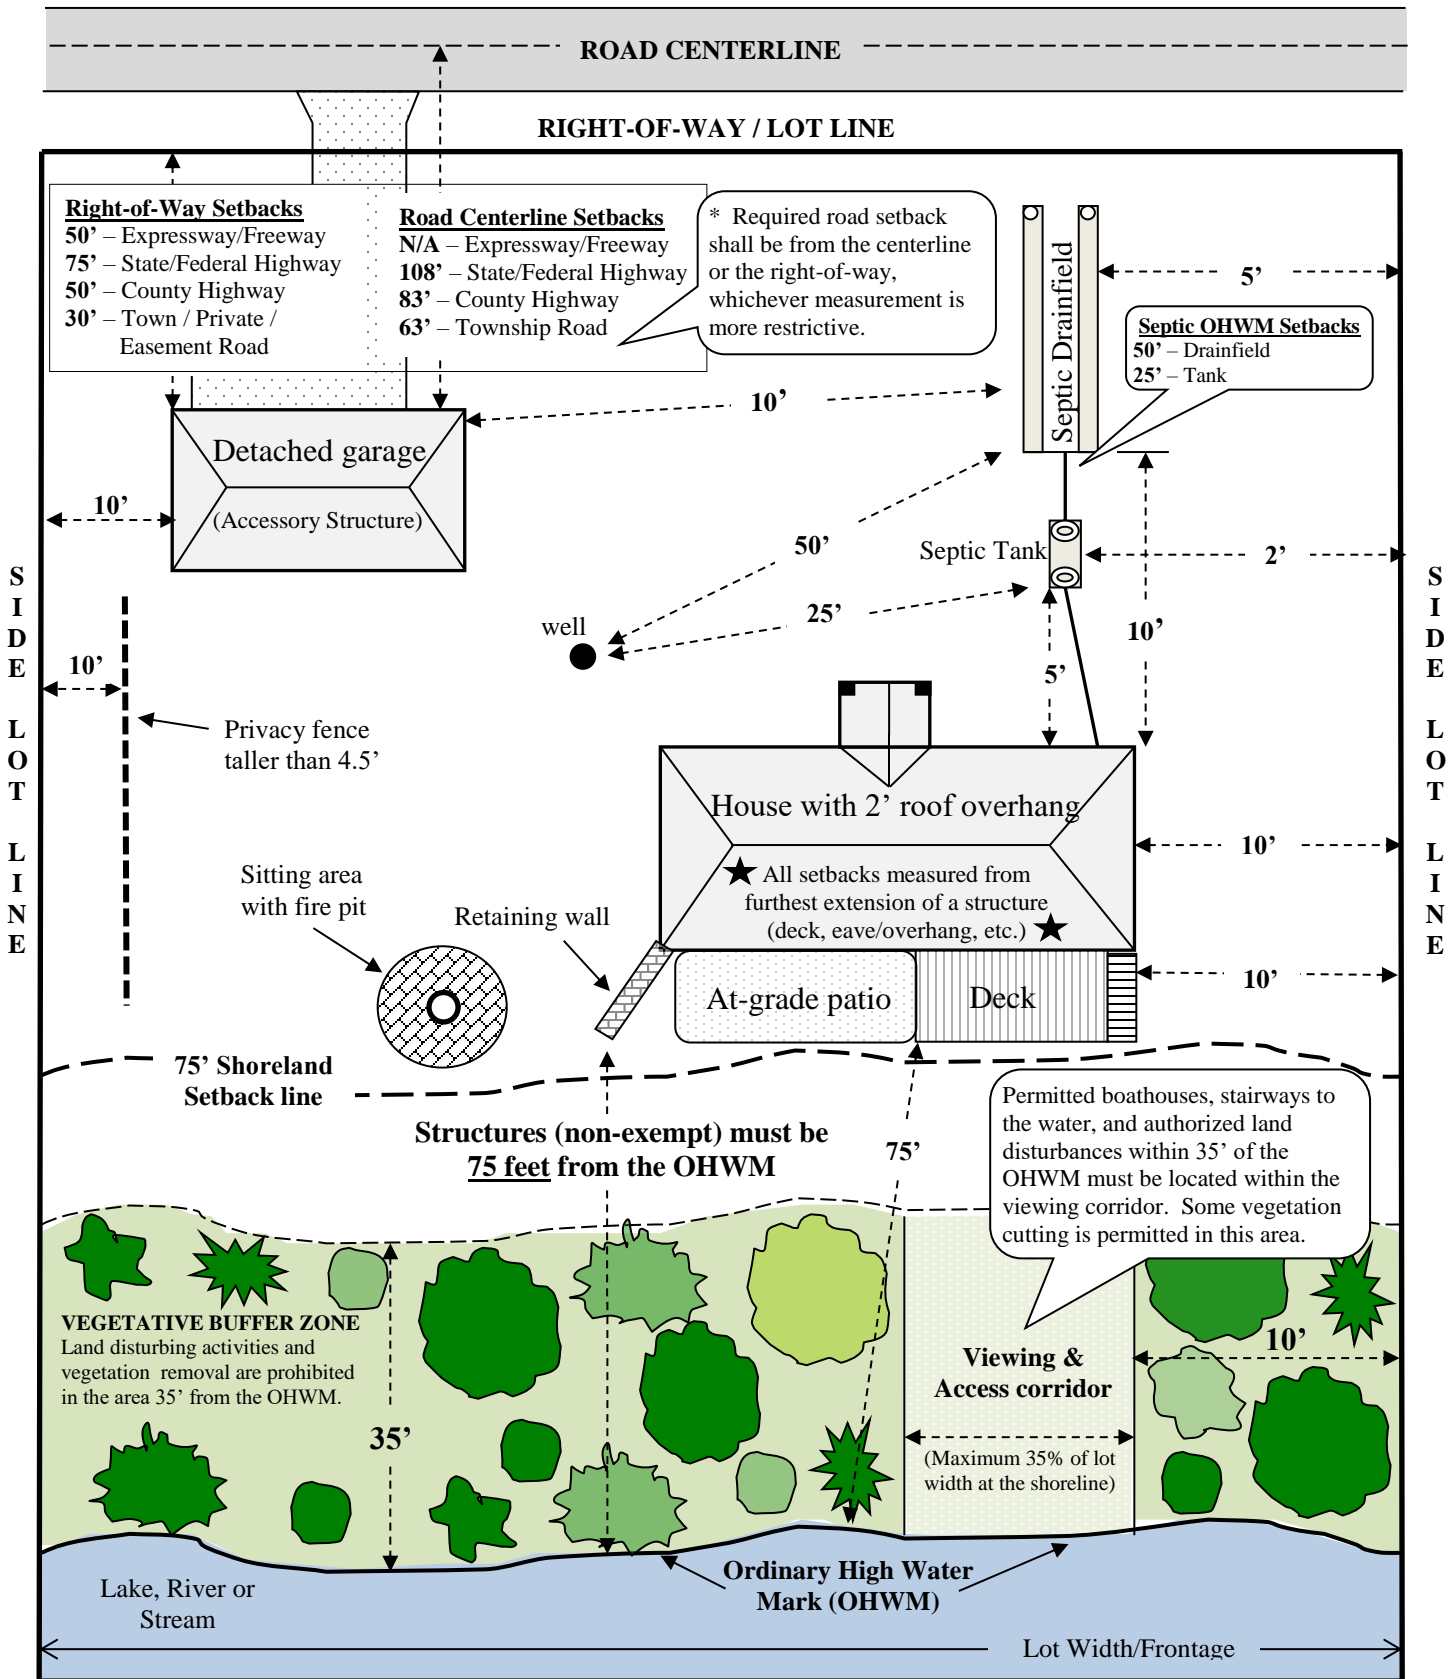 ROAD CENTERLINE
RIGHT-OF-WAY / LOT LINE
Right-of-Way Setbacks
50’ – Expressway/Freeway
75’ – State/Federal Highway
50’ – County Highway
30’ – Town / Private /
Easement Road
Road Centerline Setbacks
N/A – Expressway/Freeway
108’ – State/Federal Highway
83’ – County Highway
63’ – Township Road
* Required road setback
shall be from the centerline
or the right-of-way,
whichever measurement is
more restrictive.
Septic Drainfield
5’
Septic OHWM Setbacks
50’ – Drainfield
25’ – Tank
10’
Detached garage
(Accessory Structure)
10’
50’
Septic Tank
2’
25’
10’
well
5’
SIDE LOT LINE
SIDE LOT LINE
10’
Privacy fence
taller than 4.5’
House with 2’ roof overhang
10’
All setbacks measured from
furthest extension of a structure
(deck, eave/overhang, etc.)
Sitting area
with fire pit
Retaining wall
At-grade patio
Deck
10’
75’ Shoreland
Setback line
Structures (non-exempt) must be
75 feet from the OHWM
75’
Permitted boathouses, stairways to
the water, and authorized land
disturbances within 35’ of the
OHWM must be located within the
viewing corridor. Some vegetation
cutting is permitted in this area.
VEGETATIVE BUFFER ZONE
Land disturbing activities and
vegetation removal are prohibited
in the area 35’ from the OHWM.
35’
Viewing &
Access corridor
10’
(Maximum 35% of lot
width at the shoreline)
Ordinary High Water
Mark (OHWM)
Lake, River or
Stream
Lot Width/Frontage